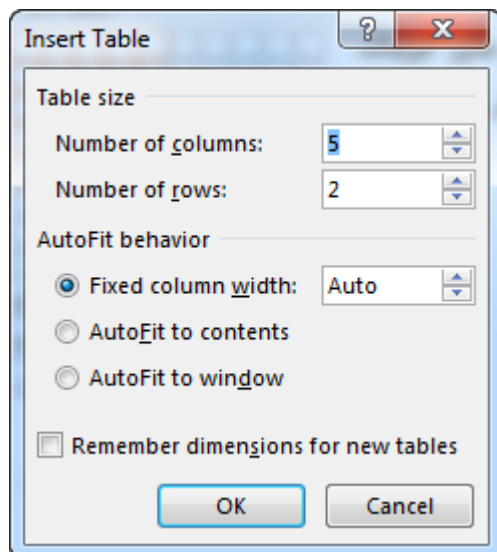 Insert Table
?
Table size
Number of columns: 5
Number of rows: 2
AutoFit behavior
Fixed column width: Auto
AutoFit to contents
AutoFit to window
Remember dimensions for new tables
OK Cancel